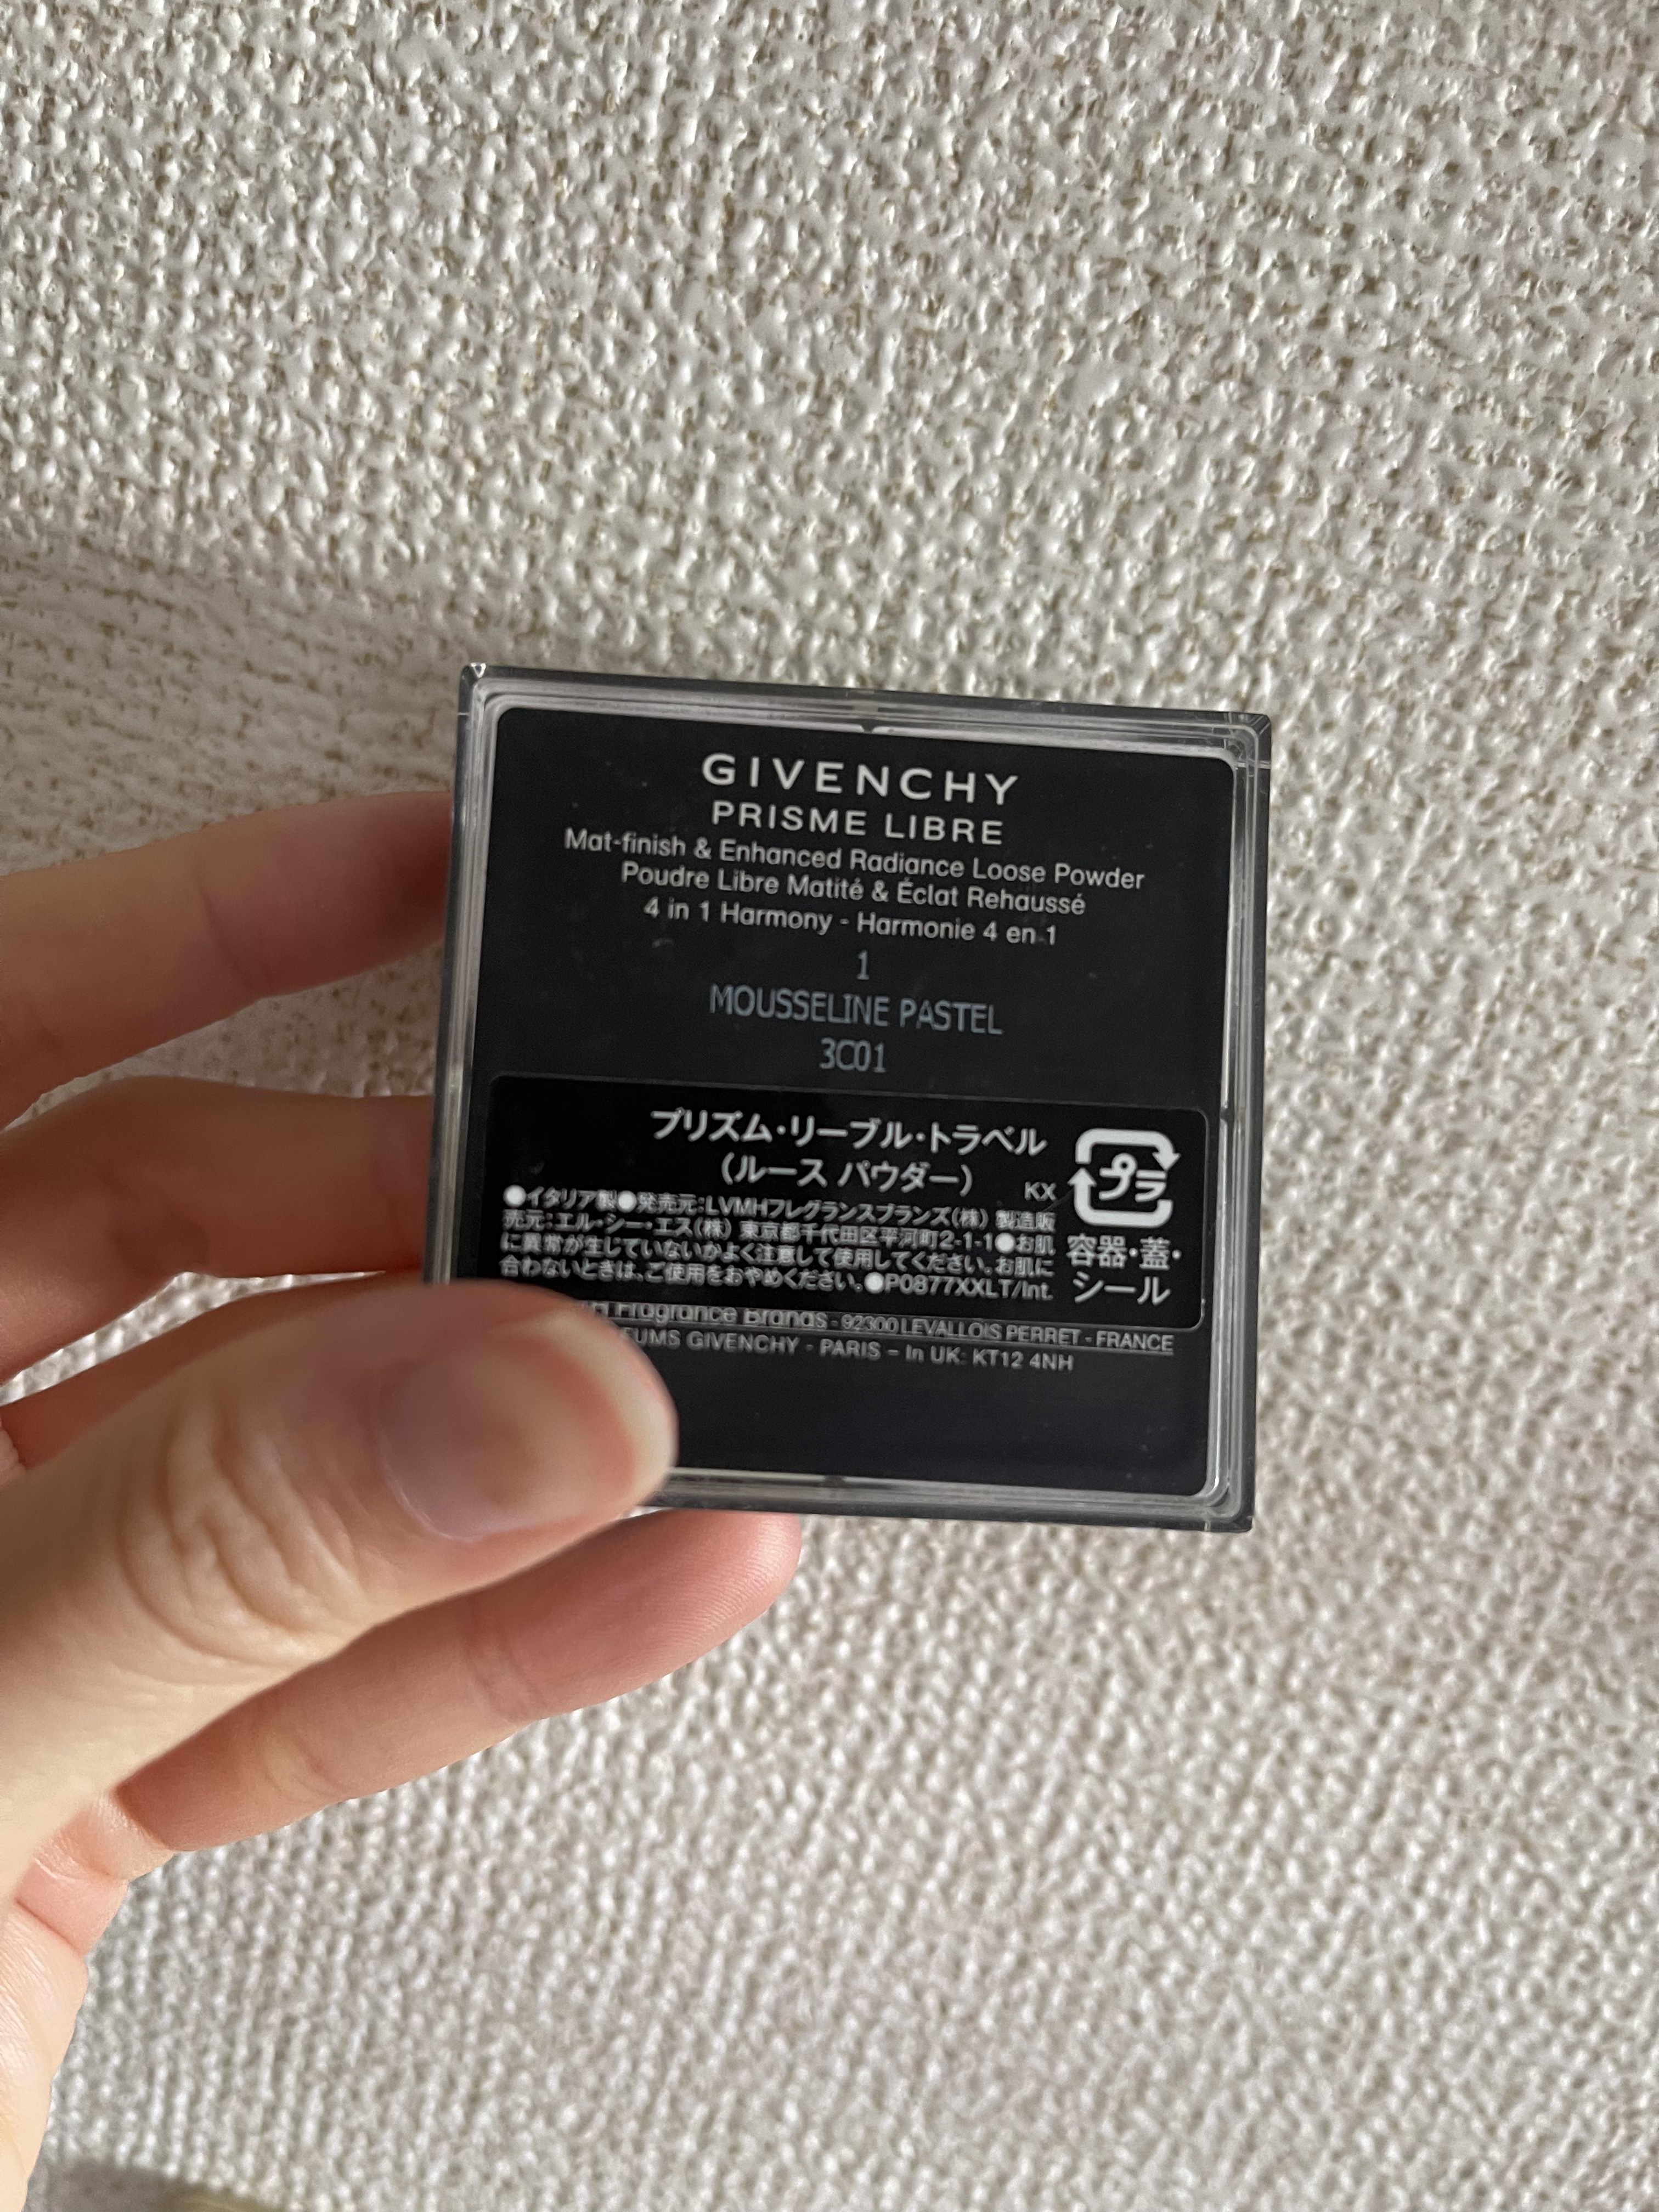 GIVENCHY
PRISME LIBRE
Mat-finish & Enhanced Radiance Loose Powder
Poudre Libre Matité & Éclat Rehaussé
4 in 1 Harmony - Harmonie 4 en 1
1
MOUSSELINE PASTEL
3C01
プリズム・リーブル・トラベル
(ルース パウダー)
KX
プラ
●イタリア製●発売元:LVMHフレグランスブランズ(株) 製造販
売元:エル・シー・エス(株) 東京都千代田区平河町2-1-1●お肌
に異常が生じていないかよく注意して使用してください。お肌に
合わないときは、ご使用をおやめください。●P0877XXLT/Int.
容器・蓋・
シール
Fragrance Brands - 92300 LEVALLOIS PERRET - FRANCE
GIVENCHY - PARIS – In UK: KT12 4NH